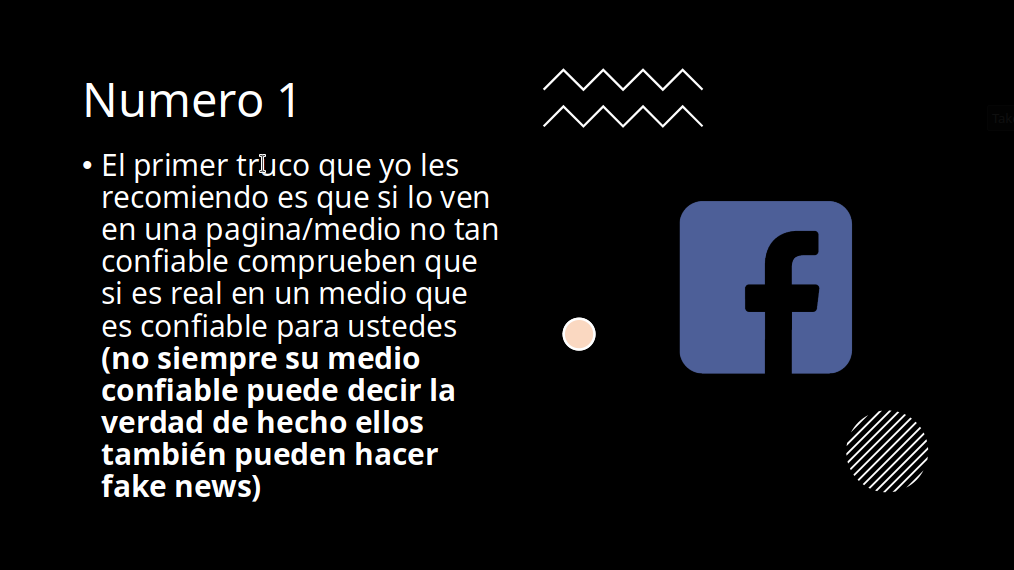 Numero 1
• El primer truco que yo les
recomiendo es que si lo ven
en una pagina/medio no tan
confiable comprueben que
si es real en un medio que
es confiable para ustedes
(no siempre su medio
confiable puede decir la
verdad de hecho ellos
también pueden hacer
fake news)